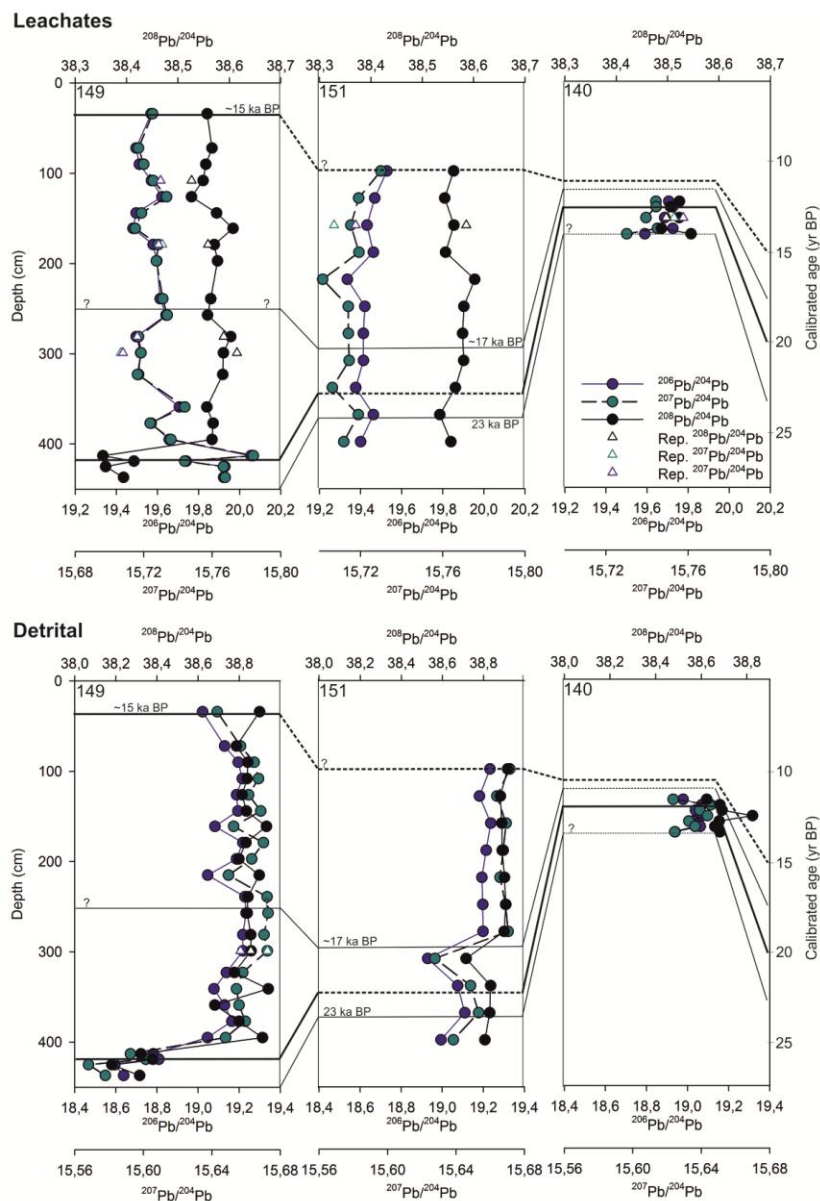 Leachates
²⁰⁸Pb/²⁰⁴Pb ²⁰⁸Pb/²⁰⁴Pb ²⁰⁸Pb/²⁰⁴Pb
38,3 38,4 38,5 38,6 38,7 38,3 38,4 38,5 38,6 38,7 38,3 38,4 38,5 38,6 38,7
0 149 151 140
~15 ka BP
100 ? 10
200 ? 15
? ? ~17 ka BP
300 20
23 ka BP
400 25
Depth (cm)
Calibrated age (yr BP)
²⁰⁶Pb/²⁰⁴Pb
²⁰⁷Pb/²⁰⁴Pb
²⁰⁸Pb/²⁰⁴Pb
Rep. ²⁰⁸Pb/²⁰⁴Pb
Rep. ²⁰⁷Pb/²⁰⁴Pb
Rep. ²⁰⁷Pb/²⁰⁴Pb
19,2 19,4 19,6 19,8 20,0 20,2 19,2 19,4 19,6 19,8 20,0 20,2 19,2 19,4 19,6 19,8 20,0 20,2
²⁰⁶Pb/²⁰⁴Pb ²⁰⁶Pb/²⁰⁴Pb ²⁰⁶Pb/²⁰⁴Pb
15,68 15,72 15,76 15,80 15,72 15,76 15,80 15,72 15,76 15,80
²⁰⁷Pb/²⁰⁴Pb ²⁰⁷Pb/²⁰⁴Pb ²⁰⁷Pb/²⁰⁴Pb
Detrital
²⁰⁸Pb/²⁰⁴Pb ²⁰⁸Pb/²⁰⁴Pb ²⁰⁸Pb/²⁰⁴Pb
38,0 38,2 38,4 38,6 38,8 38,0 38,2 38,4 38,6 38,8 38,0 38,2 38,4 38,6 38,8
0 149 151 140
~15 ka BP
100 ? 10
200 ? 15
? ~17 ka BP
300 20
23 ka BP
400 25
Depth (cm)
Calibrated age (yr BP)
18,4 18,6 18,8 19,0 19,2 19,4 18,4 18,6 18,8 19,0 19,2 19,4 18,4 18,6 18,8 19,0 19,2 19,4
²⁰⁶Pb/²⁰⁴Pb ²⁰⁶Pb/²⁰⁴Pb ²⁰⁶Pb/²⁰⁴Pb
15,56 15,60 15,64 15,68 15,56 15,60 15,64 15,68 15,56 15,60 15,64 15,68
²⁰⁷Pb/²⁰⁴Pb ²⁰⁷Pb/²⁰⁴Pb ²⁰⁷Pb/²⁰⁴Pb